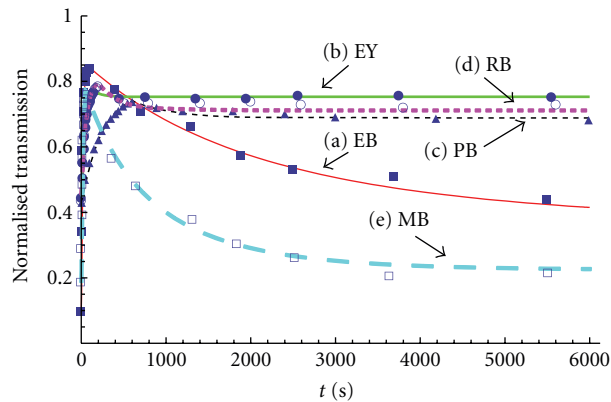 1
0.8
0.6
0.4
0.2
0
Normalised transmission
(b) EY
(d) RB
(a) EB
(c) PB
(e) MB
0 1000 2000 3000 4000 5000 6000
t (s)